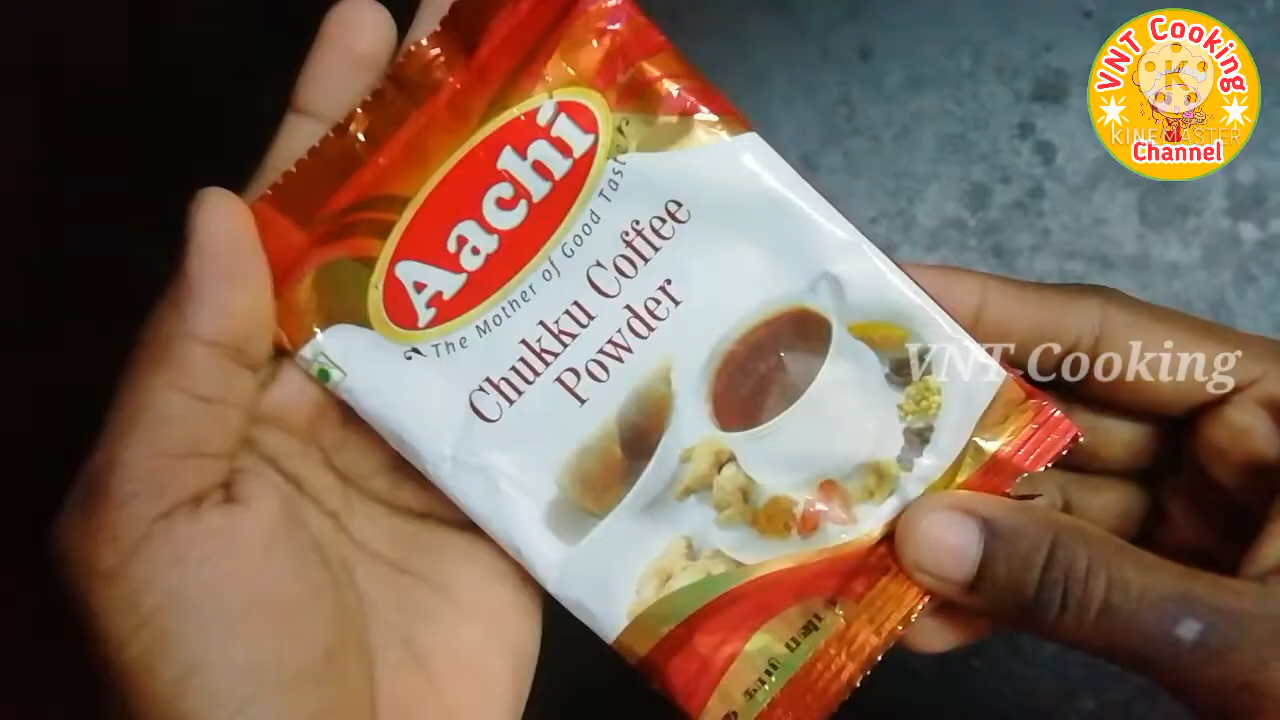 Aachi
The Mother of Good Taste
Chukku Coffee
Powder
VNT Cooking
Channel
K
KINEMASTER
VNT Cooking